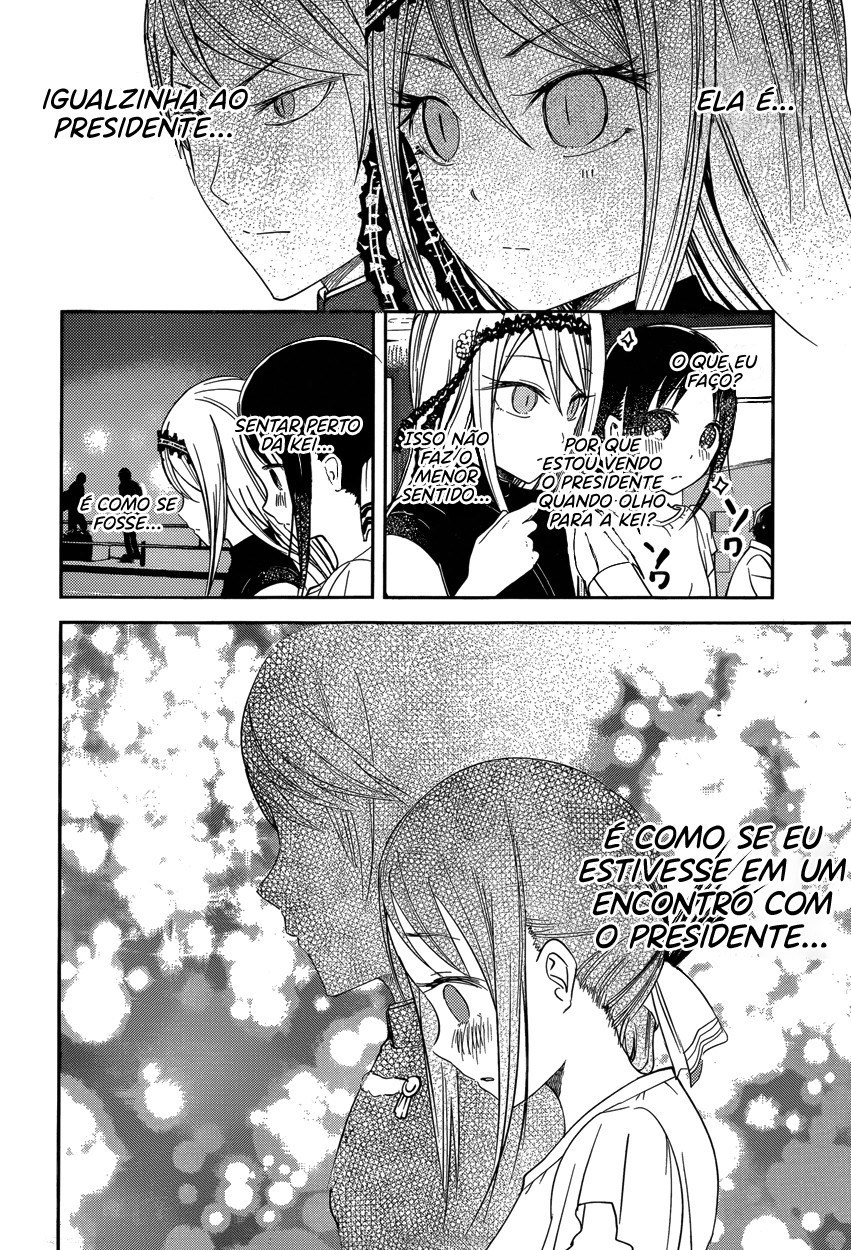 ELA É...
IGUALZINHA AO
PRESIDENTE...
O QUE EU
FAÇO?
POR QUE
ESTOU VENDO
O PRESIDENTE
QUANDO OLHO
PARA A KEI?
ISSO NÃO
FAZ O
MENOR
SENTIDO...
ソワ
ソワ
SENTAR PERTO
DA KEI...
É COMO SE
FOSSE...
É COMO SE EU
ESTIVESSE EM UM
ENCONTRO COM
O PRESIDENTE...